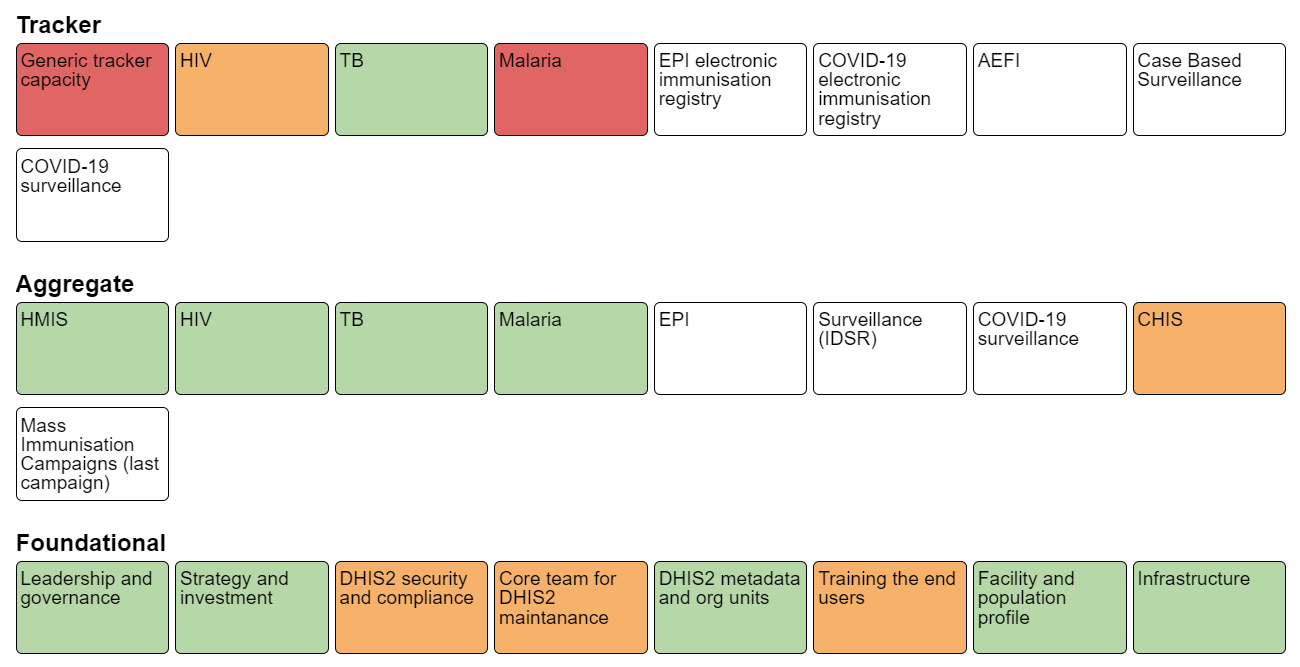 Tracker
Generic tracker
capacity
HIV
TB
Malaria
EPI electronic
immunisation
registry
COVID-19
electronic
immunisation
registry
AEFI
Case Based
Surveillance
COVID-19
surveillance
Aggregate
HMIS
HIV
TB
Malaria
EPI
Surveillance
(IDSR)
COVID-19
surveillance
CHIS
Mass
Immunisation
Campaigns (last
campaign)
Foundational
Leadership and
governance
Strategy and
investment
DHIS2 security
and compliance
Core team for
DHIS2
maintanance
DHIS2 metadata
and org units
Training the end
users
Facility and
population
profile
Infrastructure